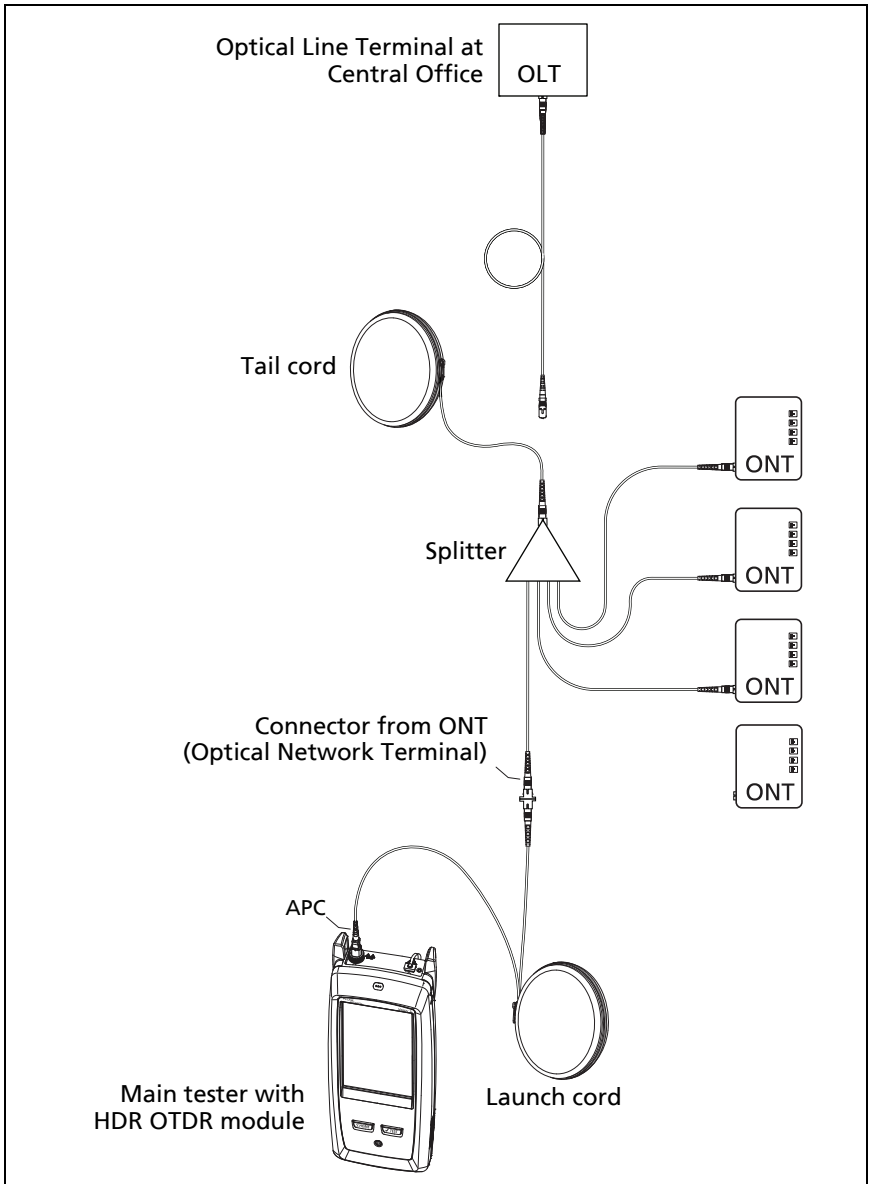 Optical Line Terminal at
Central Office
OLT
Tail cord
ONT
Splitter
ONT
ONT
Connector from ONT
(Optical Network Terminal)
ONT
APC
Main tester with
HDR OTDR module
Launch cord